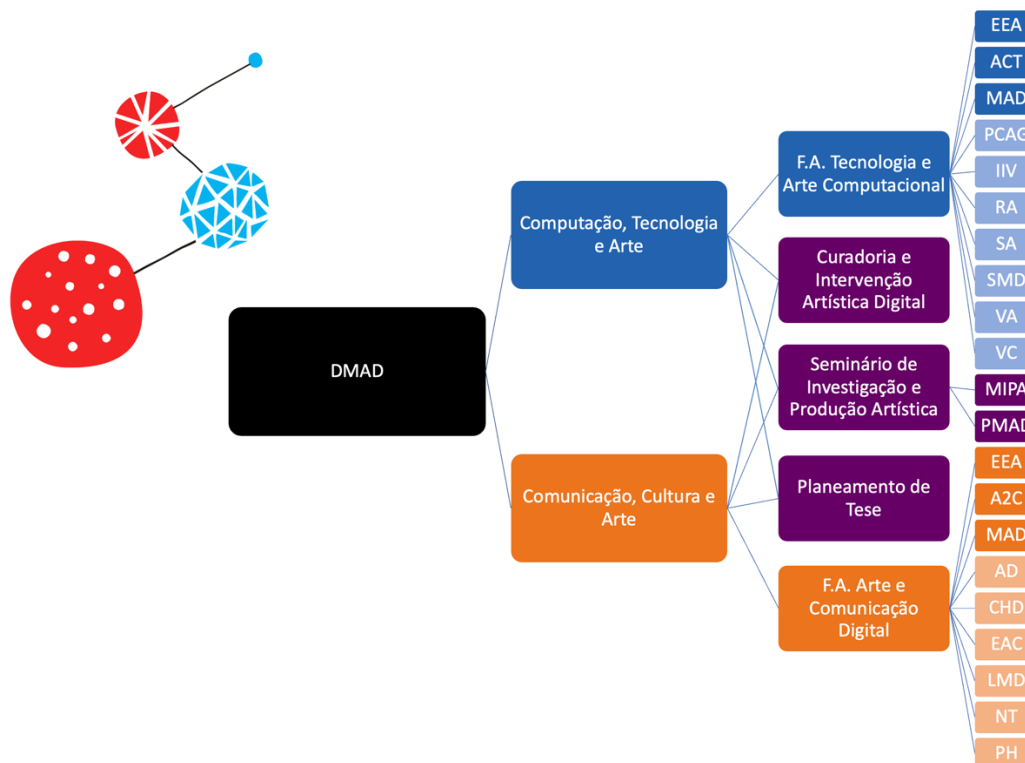 DMAD
Computação, Tecnologia
e Arte
Comunicação, Cultura e
Arte
F.A. Tecnologia e
Arte Computacional
Curadoria e
Intervenção
Artística Digital
Seminário de
Investigação e
Produção Artística
Planeamento de
Tese
F.A. Arte e
Comunicação
Digital
EEA
ACT
MAD
PCAG
IIV
RA
SA
SMD
VA
VC
MIPA
PMAD
EEA
A2C
MAD
AD
CHD
EAC
LMD
NT
PH